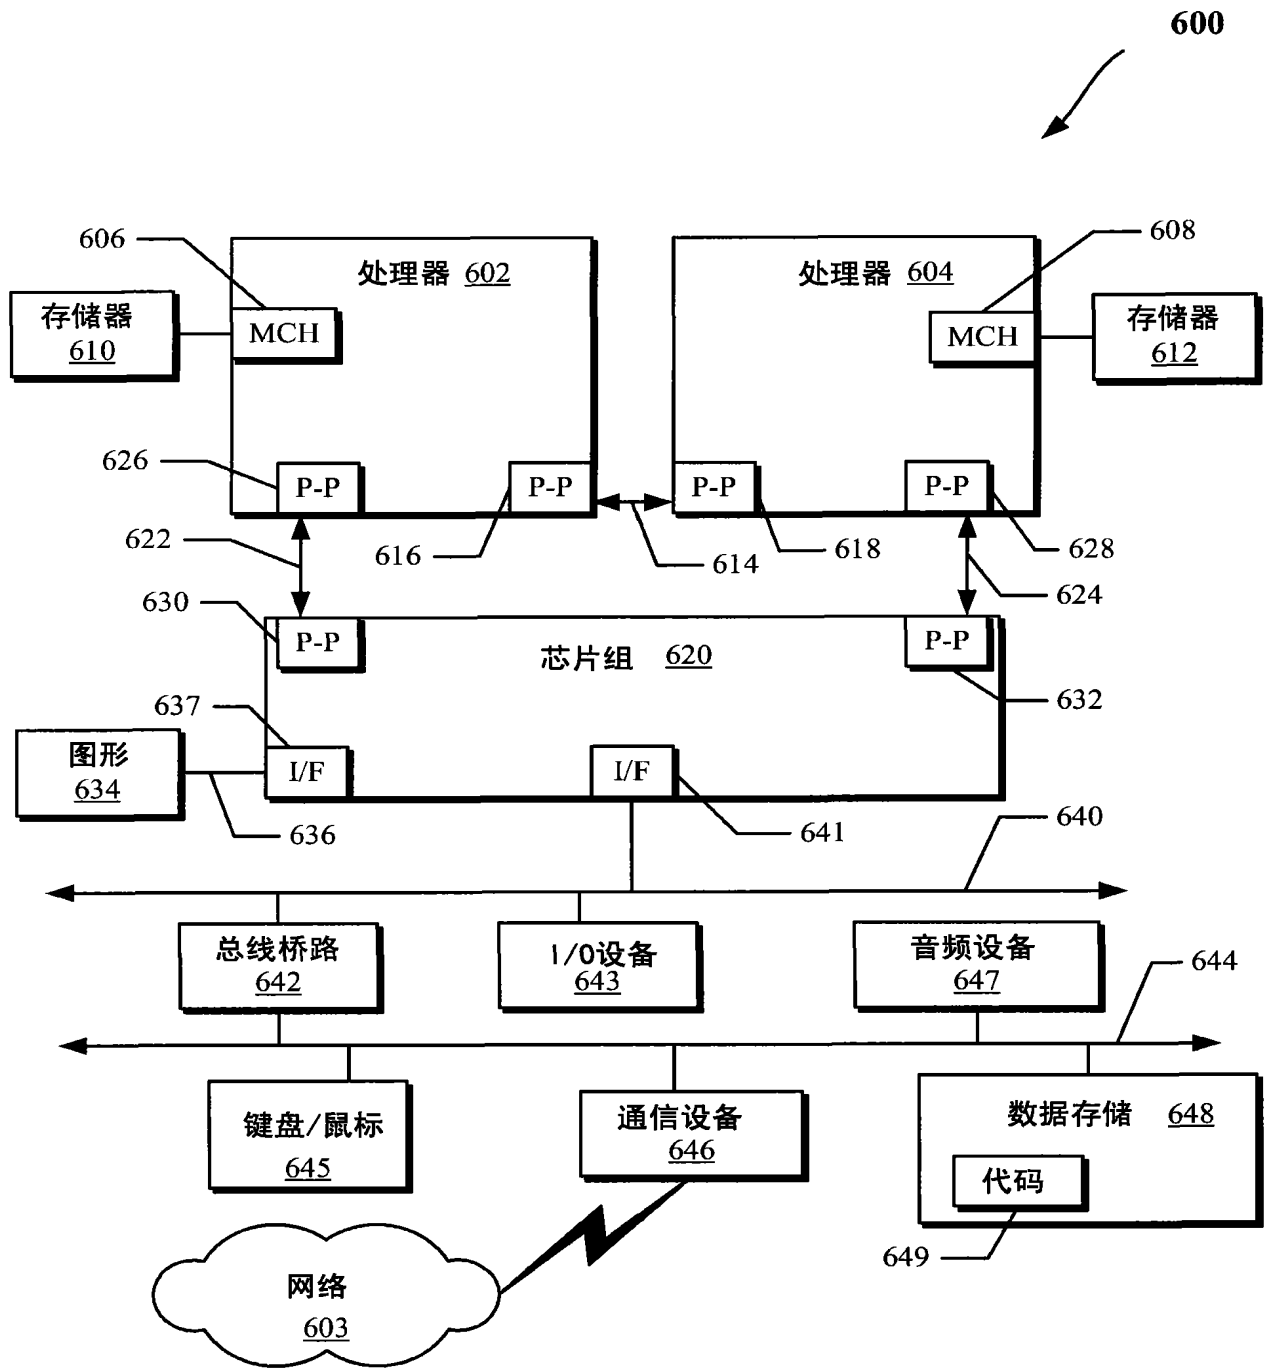 600
606
608
处理器 602
处理器 604
存储器
610
MCH
MCH
存储器
612
626
P-P
P-P
P-P
P-P
622
616
614
618
628
624
630
P-P
芯片组 620
P-P
632
637
图形
634
I/F
I/F
636
641
640
总线桥路
642
I/O设备
643
音频设备
647
644
键盘/鼠标
645
通信设备
646
数据存储 648
代码
649
网络
603